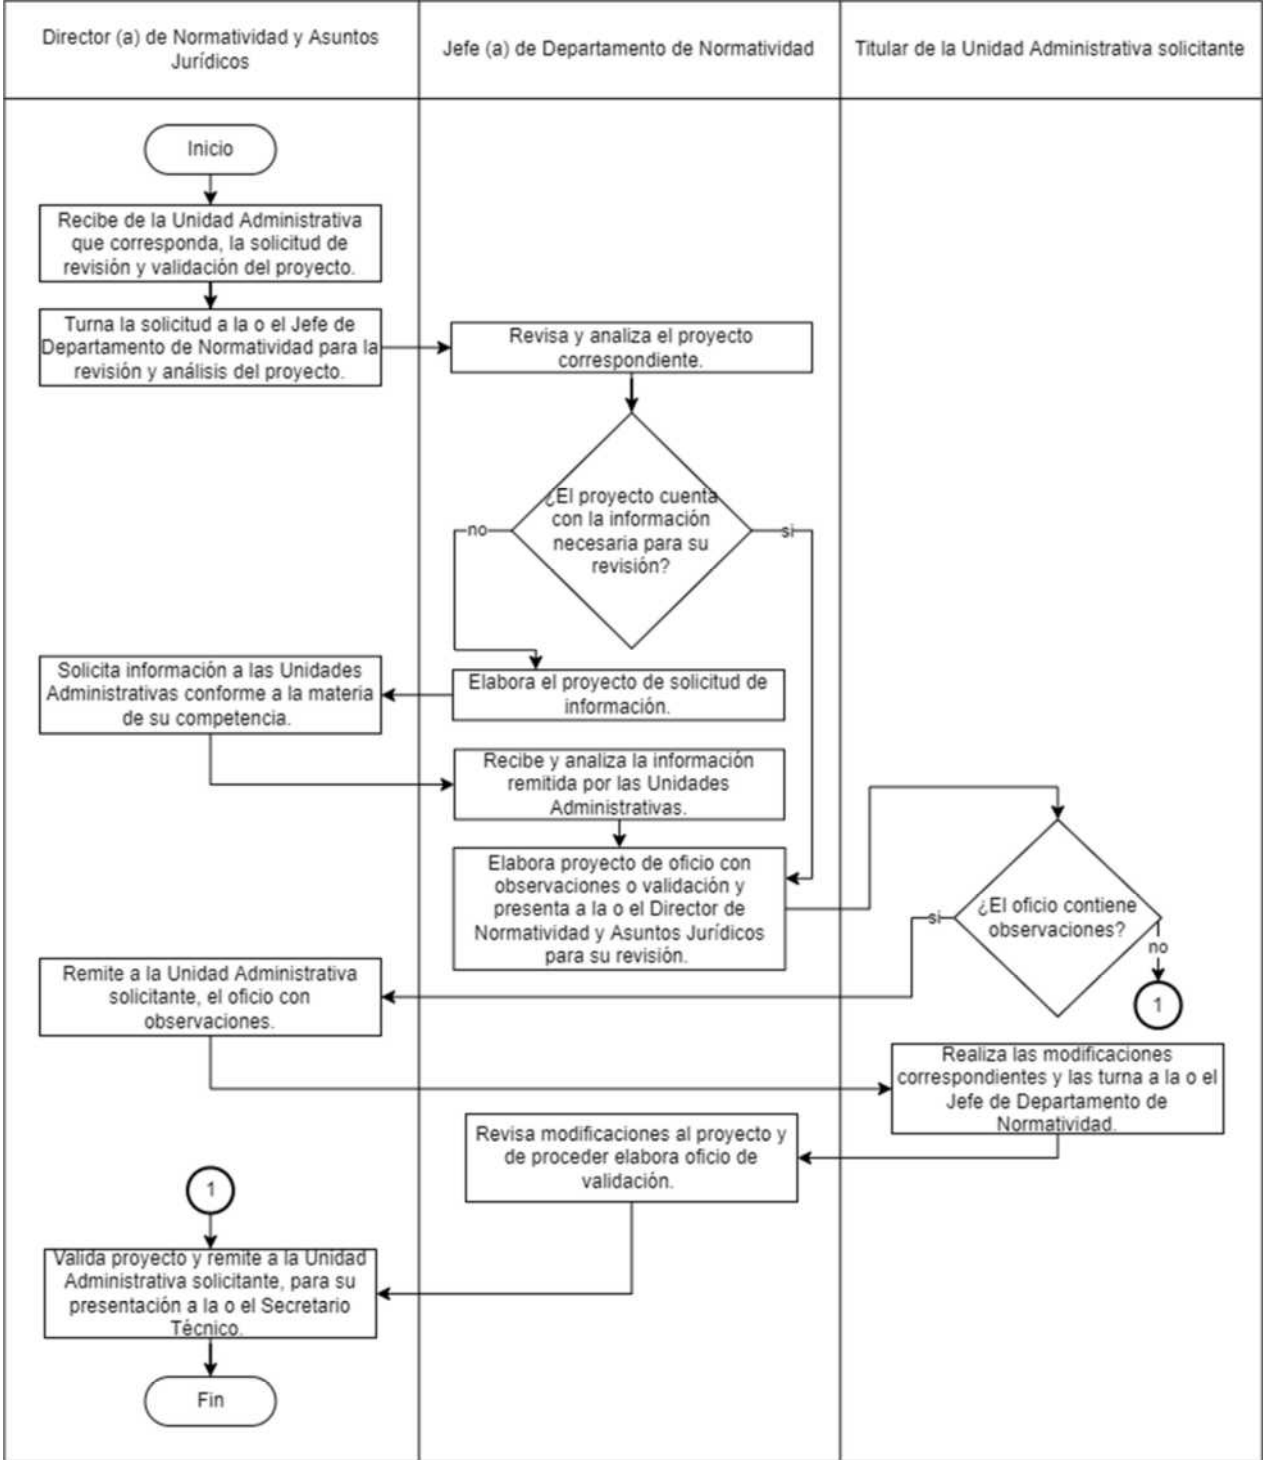 Director (a) de Normatividad y Asuntos
Jurídicos
Jefe (a) de Departamento de Normatividad
Titular de la Unidad Administrativa solicitante
Inicio
Recibe de la Unidad Administrativa
que corresponda, la solicitud de
revisión y validación del proyecto.
Turna la solicitud a la o el Jefe de
Departamento de Normatividad para la
revisión y análisis del proyecto.
Revisa y analiza el proyecto
correspondiente.
¿El proyecto cuenta
con la información
necesaria para su
revisión?
no
si
Solicita información a las Unidades
Administrativas conforme a la materia
de su competencia.
Elabora el proyecto de solicitud de
información.
Recibe y analiza la información
remitida por las Unidades
Administrativas.
Elabora proyecto de oficio con
observaciones o validación y
presenta a la o el Director de
Normatividad y Asuntos Jurídicos
para su revisión.
¿El oficio contiene
observaciones?
si
no
1
Remite a la Unidad Administrativa
solicitante, el oficio con
observaciones.
Realiza las modificaciones
correspondientes y las turna a la o el
Jefe de Departamento de
Normatividad.
Revisa modificaciones al proyecto y
de proceder elabora oficio de
validación.
1
Valida proyecto y remite a la Unidad
Administrativa solicitante, para su
presentación a la o el Secretario
Técnico.
Fin